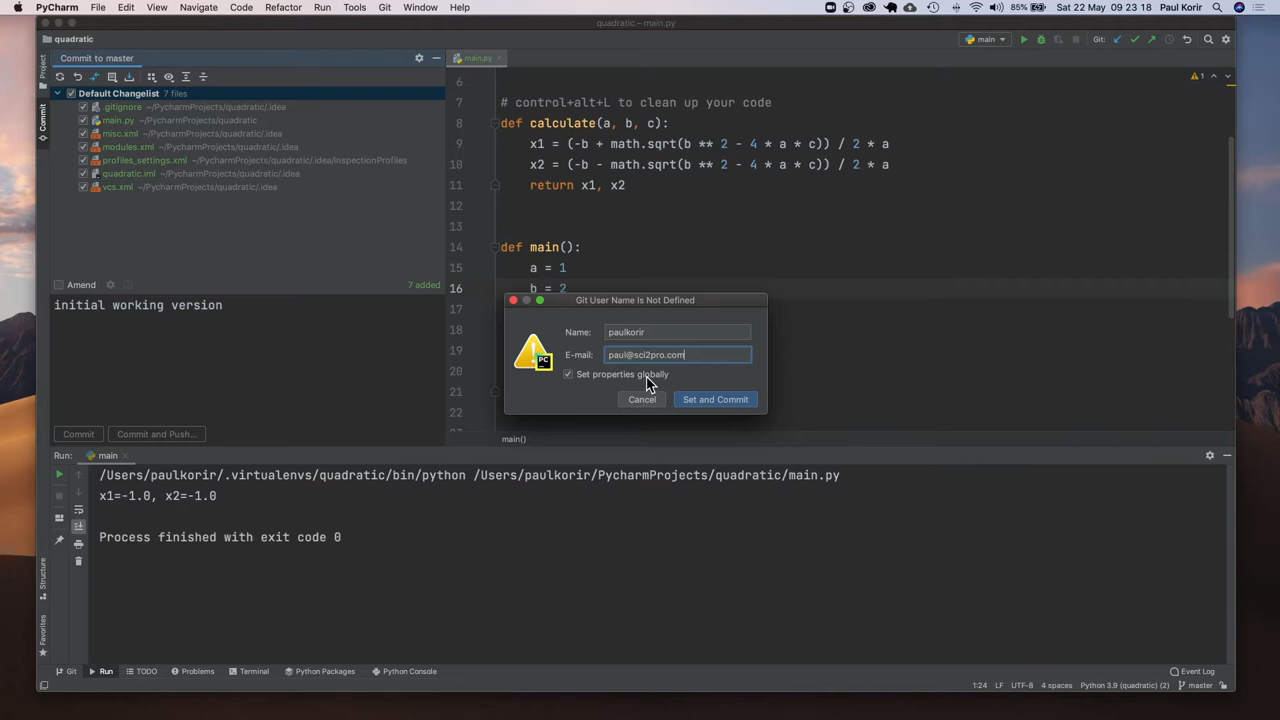 PyCharm File Edit View Navigate Code Refactor Run Tools Git Window Help 85% Sat 22 May 09 23 18 Paul Korir
quadratic – main.py
quadratic main Git:
Project
Commit
Commit to master
Default Changelist 7 files
.gitignore ~/PycharmProjects/quadratic/.idea
main.py ~/PycharmProjects/quadratic
misc.xml ~/PycharmProjects/quadratic/.idea
modules.xml ~/PycharmProjects/quadratic/.idea
profiles_settings.xml ~/PycharmProjects/quadratic/.idea/inspectionProfiles
quadratic.iml ~/PycharmProjects/quadratic/.idea
vcs.xml ~/PycharmProjects/quadratic/.idea
Amend 7 added
initial working version
Commit Commit and Push...
main.py
1
6
7 # control+alt+L to clean up your code
8 def calculate(a, b, c):
9 x1 = (-b + math.sqrt(b ** 2 - 4 * a * c)) / 2 * a
10 x2 = (-b - math.sqrt(b ** 2 - 4 * a * c)) / 2 * a
11 return x1, x2
12
13
14 def main():
15 a = 1
16 b = 2
17
18
19
20
21
22
main()
Git User Name Is Not Defined
Name: paulkorir
E-mail: paul@sci2pro.com
PC
Set properties globally
Cancel Set and Commit
Run: main
/Users/paulkorir/.virtualenvs/quadratic/bin/python /Users/paulkorir/PycharmProjects/quadratic/main.py
x1=-1.0, x2=-1.0
Process finished with exit code 0
Structure
Favorites
Git Run TODO Problems Terminal Python Packages Python Console Event Log
1:24 LF UTF-8 4 spaces Python 3.9 (quadratic) (2) master